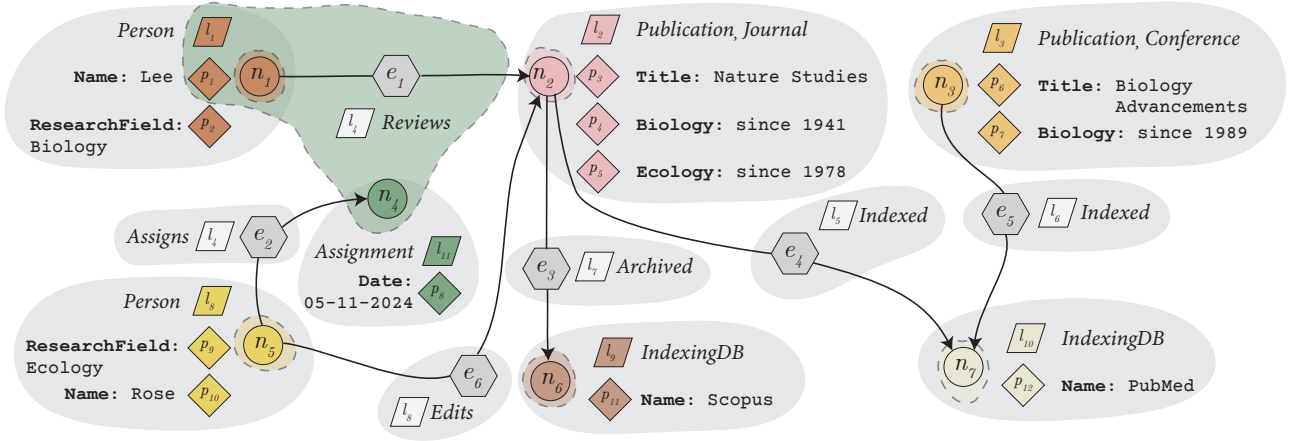 Person l₁
Name: Lee p₁ n₁
ResearchField: p₂
Biology
e₁
l₄ Reviews
n₂ l₂ Publication, Journal
p₃ Title: Nature Studies
p₄ Biology: since 1941
p₅ Ecology: since 1978
n₃ l₃ Publication, Conference
p₆ Title: Biology
Advancements
p₇ Biology: since 1989
n₄
Assignment l₁₁
Date: p₈
05-11-2024
Assigns l₄ e₂
Person l₈
ResearchField: p₉ n₅
Ecology
Name: Rose p₁₀
e₃ l₇ Archived
l₅ Indexed
e₄
e₅ l₆ Indexed
e₆
l₈ Edits
n₆ l₉ IndexingDB
p₁₁ Name: Scopus
n₇ l₁₀ IndexingDB
p₁₂ Name: PubMed